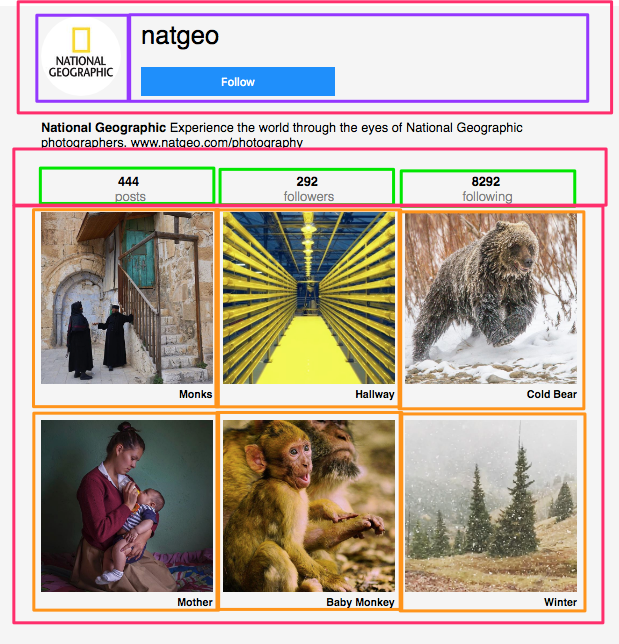 natgeo
NATIONAL
GEOGRAPHIC
Follow
National Geographic Experience the world through the eyes of National Geographic
photographers. www.natgeo.com/photography
444 292 8292
posts followers following
Monks Hallway Cold Bear
Mother Baby Monkey Winter